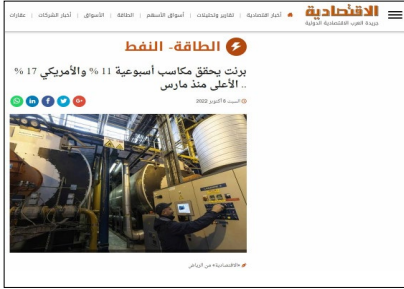 الاقتصادية
جريدة العرب الاقتصادية الدولية
أخبار اقتصادية | تقارير وتحليلات | أسواق الأسهم | الطاقة | الأسواق | أخبار الشركات | عقارات
الطاقة- النفط
برنت يحقق مكاسب أسبوعية 11 % والأمريكي 17 %
.. الأعلى منذ مارس
السبت 8 أكتوبر 2022
«الاقتصادية» من الرياض